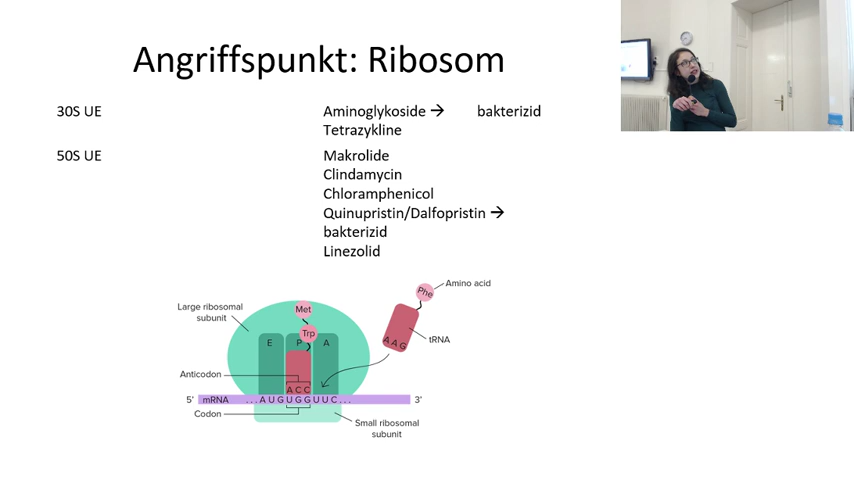 Angriffspunkt: Ribosom
30S UE
Aminoglykoside → bakterizid
Tetrazykline
50S UE
Makrolide
Clindamycin
Chloramphenicol
Quinupristin/Dalfopristin →
bakterizid
Linezolid
Large ribosomal
subunit
Met
Trp
E P A
Phe
Amino acid
A A G
tRNA
Anticodon
A C C
5' mRNA ...A U G U G G U U C... 3'
Codon
Small ribosomal
subunit